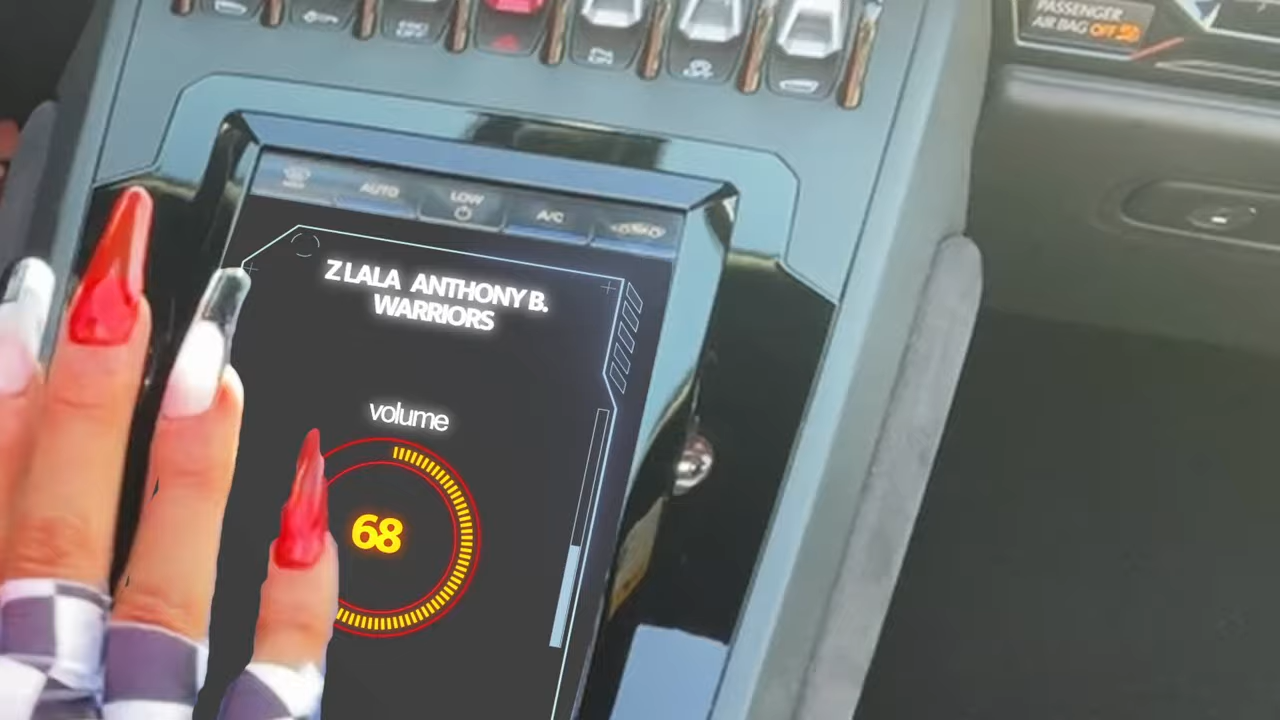 PASSENGER
AIR BAG OFF
AUTO
LOW
A/C
Z LALA ANTHONY B.
WARRIORS
volume
68